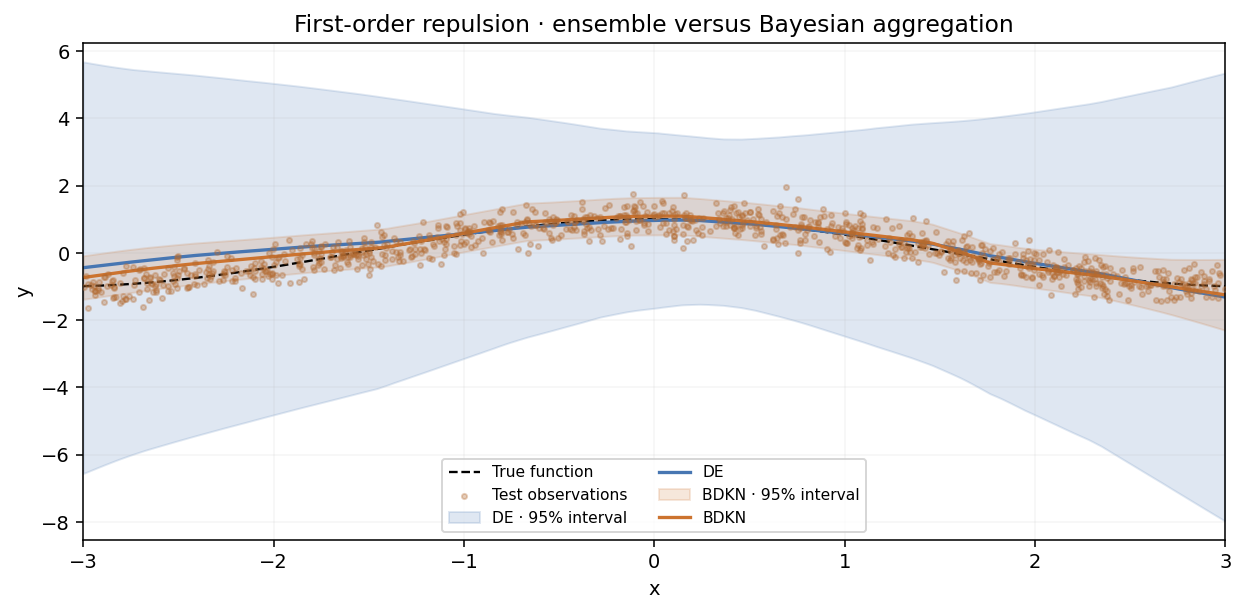 First-order repulsion · ensemble versus Bayesian aggregation
y
6
4
2
0
−2
−4
−6
−8
True function
Test observations
DE · 95% interval
DE
BDKN · 95% interval
BDKN
−3 −2 −1 0 1 2 3
x